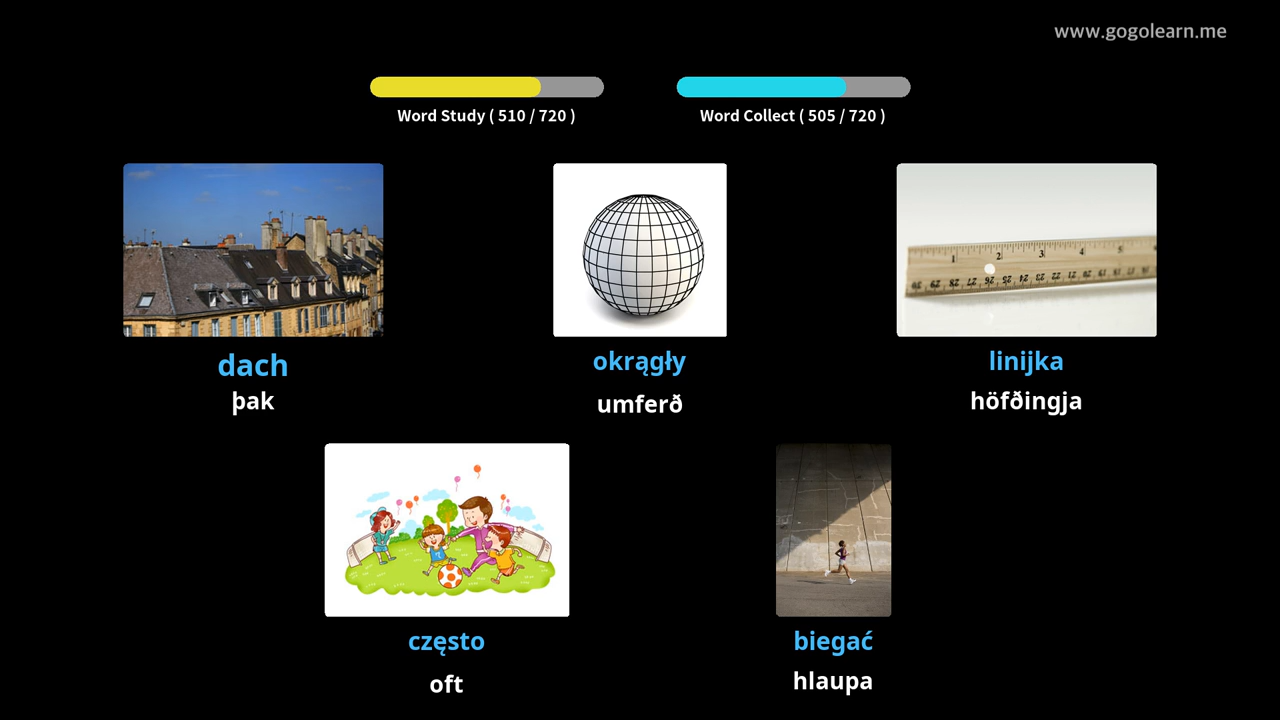 www.gogolearn.me
Word Study ( 510 / 720 )
Word Collect ( 505 / 720 )
dach
þak
okrągły
umferð
linijka
höfðingja
często
oft
biegać
hlaupa